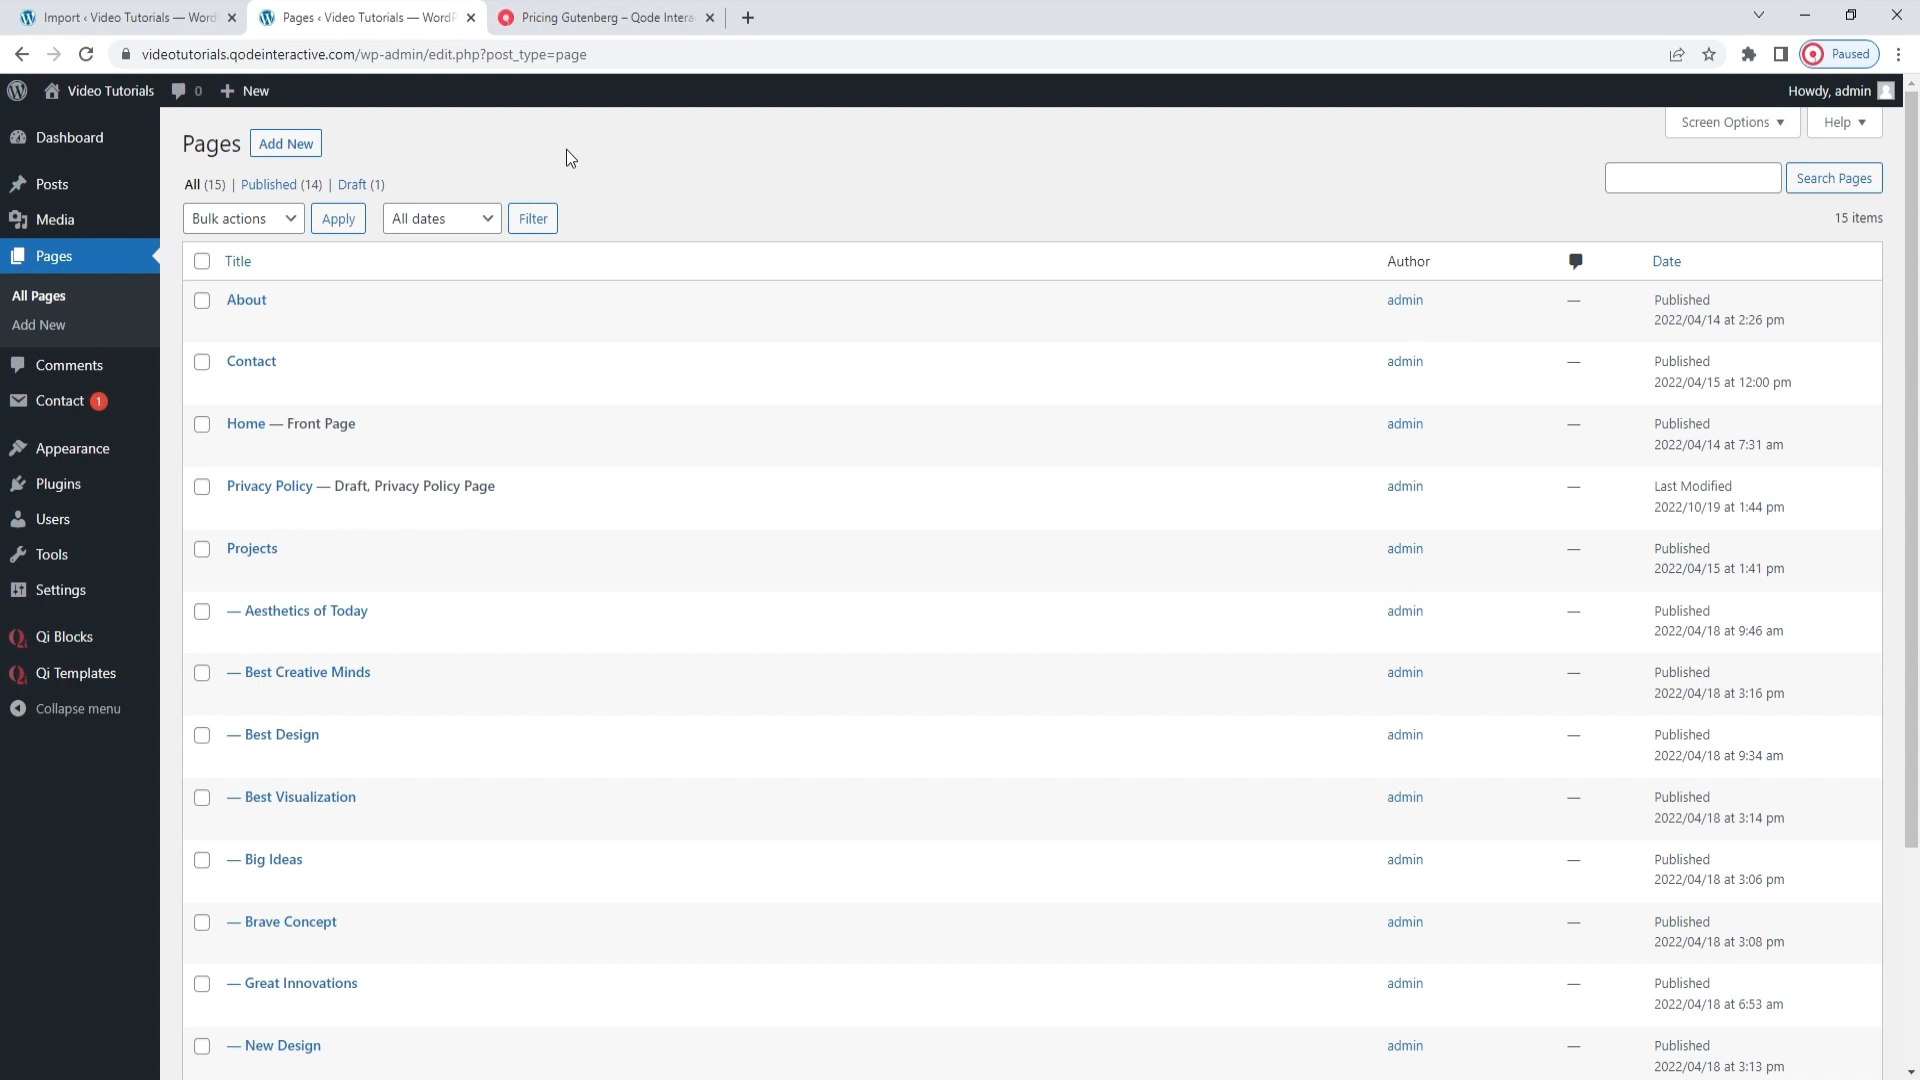 Import ‹ Video Tutorials — Word
Pages ‹ Video Tutorials — WordP
Pricing Gutenberg – Qode Intera
videotutorials.qodeinteractive.com/wp-admin/edit.php?post_type=page
Paused
Video Tutorials
0
New
Howdy, admin
Dashboard
Posts
Media
Pages
All Pages
Add New
Comments
Contact 1
Appearance
Plugins
Users
Tools
Settings
Qi Blocks
Qi Templates
Collapse menu
Screen Options
Help
Pages
Add New
All (15) | Published (14) | Draft (1)
Search Pages
Bulk actions
Apply
All dates
Filter
15 items
Title Author Date
About admin — Published
2022/04/14 at 2:26 pm
Contact admin — Published
2022/04/15 at 12:00 pm
Home — Front Page admin — Published
2022/04/14 at 7:31 am
Privacy Policy — Draft, Privacy Policy Page admin — Last Modified
2022/10/19 at 1:44 pm
Projects admin — Published
2022/04/15 at 1:41 pm
— Aesthetics of Today admin — Published
2022/04/18 at 9:46 am
— Best Creative Minds admin — Published
2022/04/18 at 3:16 pm
— Best Design admin — Published
2022/04/18 at 9:34 am
— Best Visualization admin — Published
2022/04/18 at 3:14 pm
— Big Ideas admin — Published
2022/04/18 at 3:06 pm
— Brave Concept admin — Published
2022/04/18 at 3:08 pm
— Great Innovations admin — Published
2022/04/18 at 6:53 am
— New Design admin — Published
2022/04/18 at 3:13 pm